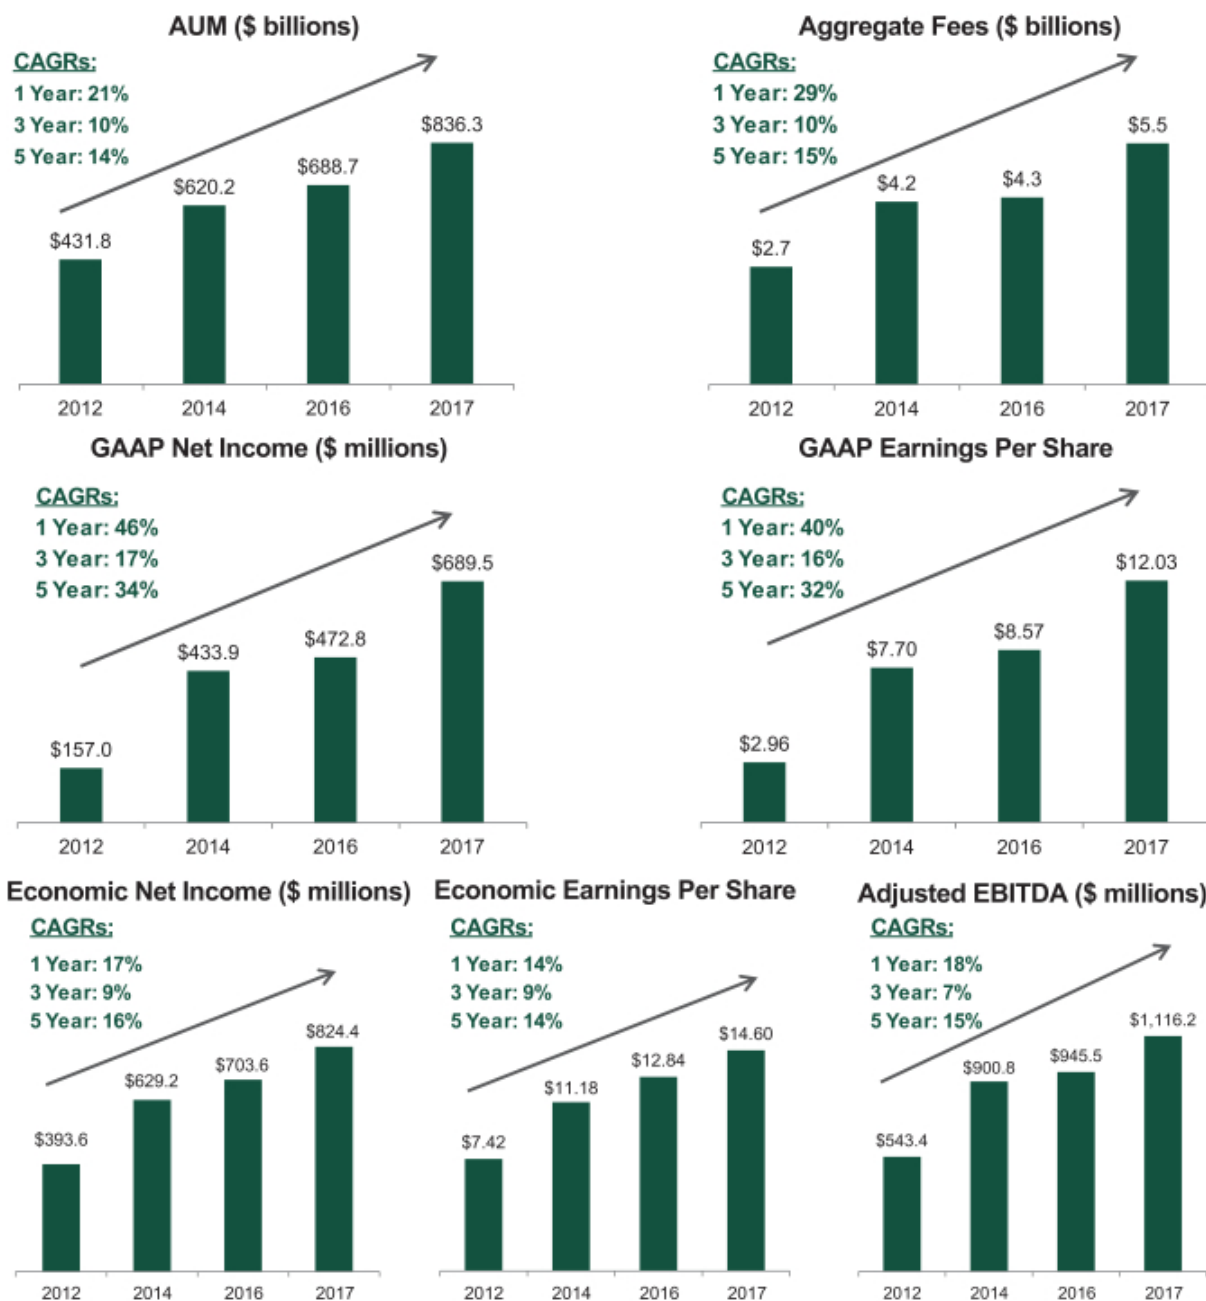 AUM ($ billions)
CAGRs:
1 Year: 21%
3 Year: 10%
5 Year: 14%
$431.8
$620.2
$688.7
$836.3
2012 2014 2016 2017
Aggregate Fees ($ billions)
CAGRs:
1 Year: 29%
3 Year: 10%
5 Year: 15%
$2.7
$4.2
$4.3
$5.5
2012 2014 2016 2017
GAAP Net Income ($ millions)
CAGRs:
1 Year: 46%
3 Year: 17%
5 Year: 34%
$157.0
$433.9
$472.8
$689.5
2012 2014 2016 2017
GAAP Earnings Per Share
CAGRs:
1 Year: 40%
3 Year: 16%
5 Year: 32%
$2.96
$7.70
$8.57
$12.03
2012 2014 2016 2017
Economic Net Income ($ millions)
CAGRs:
1 Year: 17%
3 Year: 9%
5 Year: 16%
$393.6
$629.2
$703.6
$824.4
2012 2014 2016 2017
Economic Earnings Per Share
CAGRs:
1 Year: 14%
3 Year: 9%
5 Year: 14%
$7.42
$11.18
$12.84
$14.60
2012 2014 2016 2017
Adjusted EBITDA ($ millions)
CAGRs:
1 Year: 18%
3 Year: 7%
5 Year: 15%
$543.4
$900.8
$945.5
$1,116.2
2012 2014 2016 2017